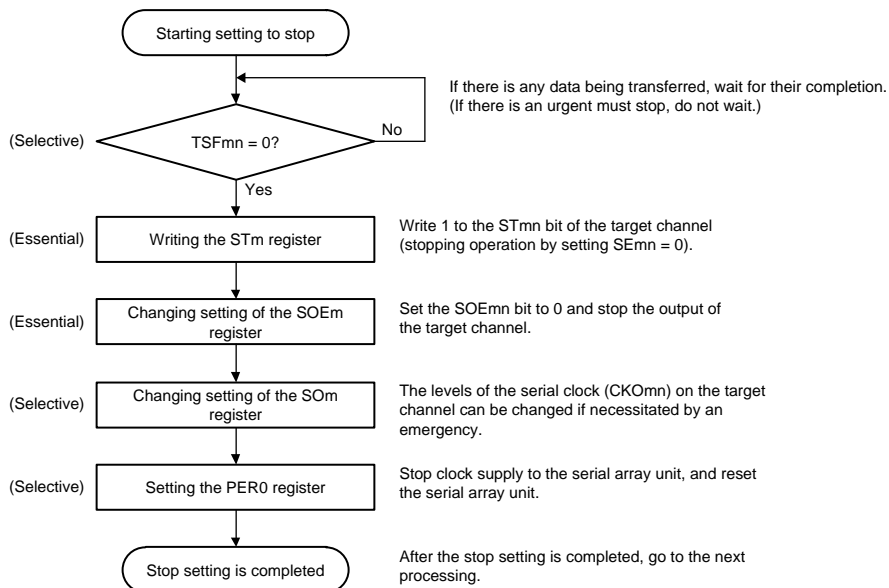 Starting setting to stop
If there is any data being transferred, wait for their completion.
(If there is an urgent must stop, do not wait.)
(Selective)
TSFmn = 0?
No
Yes
(Essential)
Writing the STm register
Write 1 to the STmn bit of the target channel
(stopping operation by setting SEmn = 0).
(Essential)
Changing setting of the SOEm
register
Set the SOEmn bit to 0 and stop the output of
the target channel.
(Selective)
Changing setting of the SOm
register
The levels of the serial clock (CKOmn) on the target
channel can be changed if necessitated by an
emergency.
(Selective)
Setting the PER0 register
Stop clock supply to the serial array unit, and reset
the serial array unit.
Stop setting is completed
After the stop setting is completed, go to the next
processing.